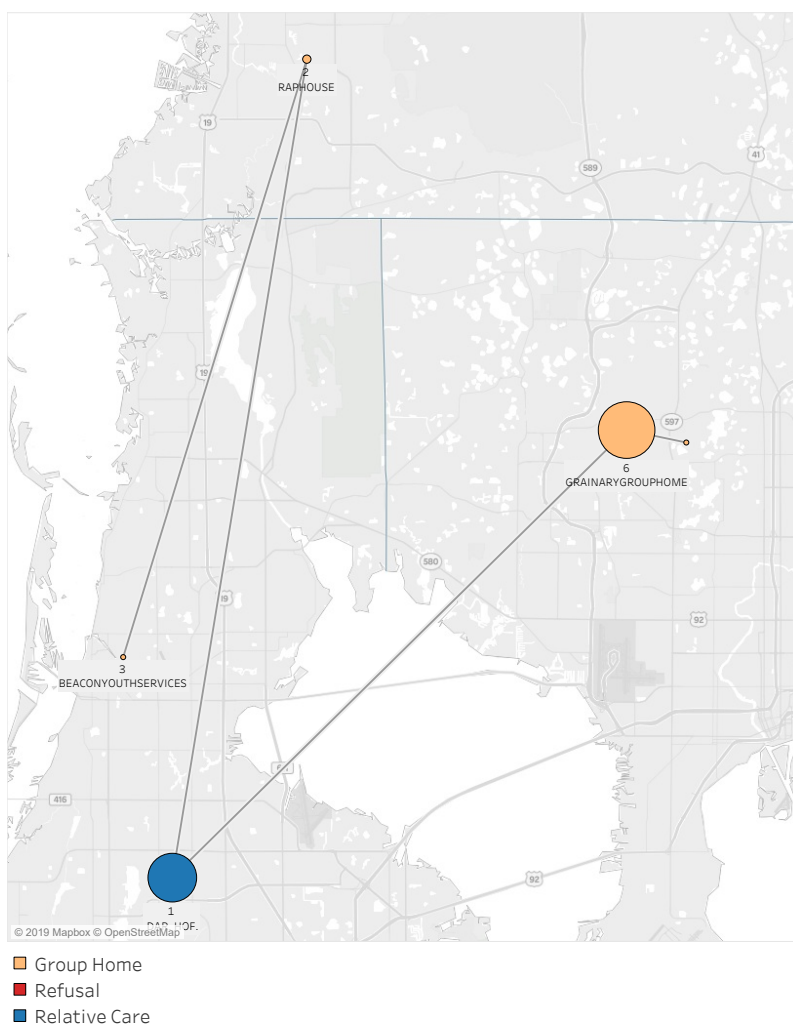 2
RAPHOUSE
19
589
41
19
597
6
GRAINARYGROUPHOME
580
19
92
3
BEACONYOUTHSERVICES
416
92
1
© 2019 Mapbox © OpenStreetMap
Group Home
Refusal
Relative Care